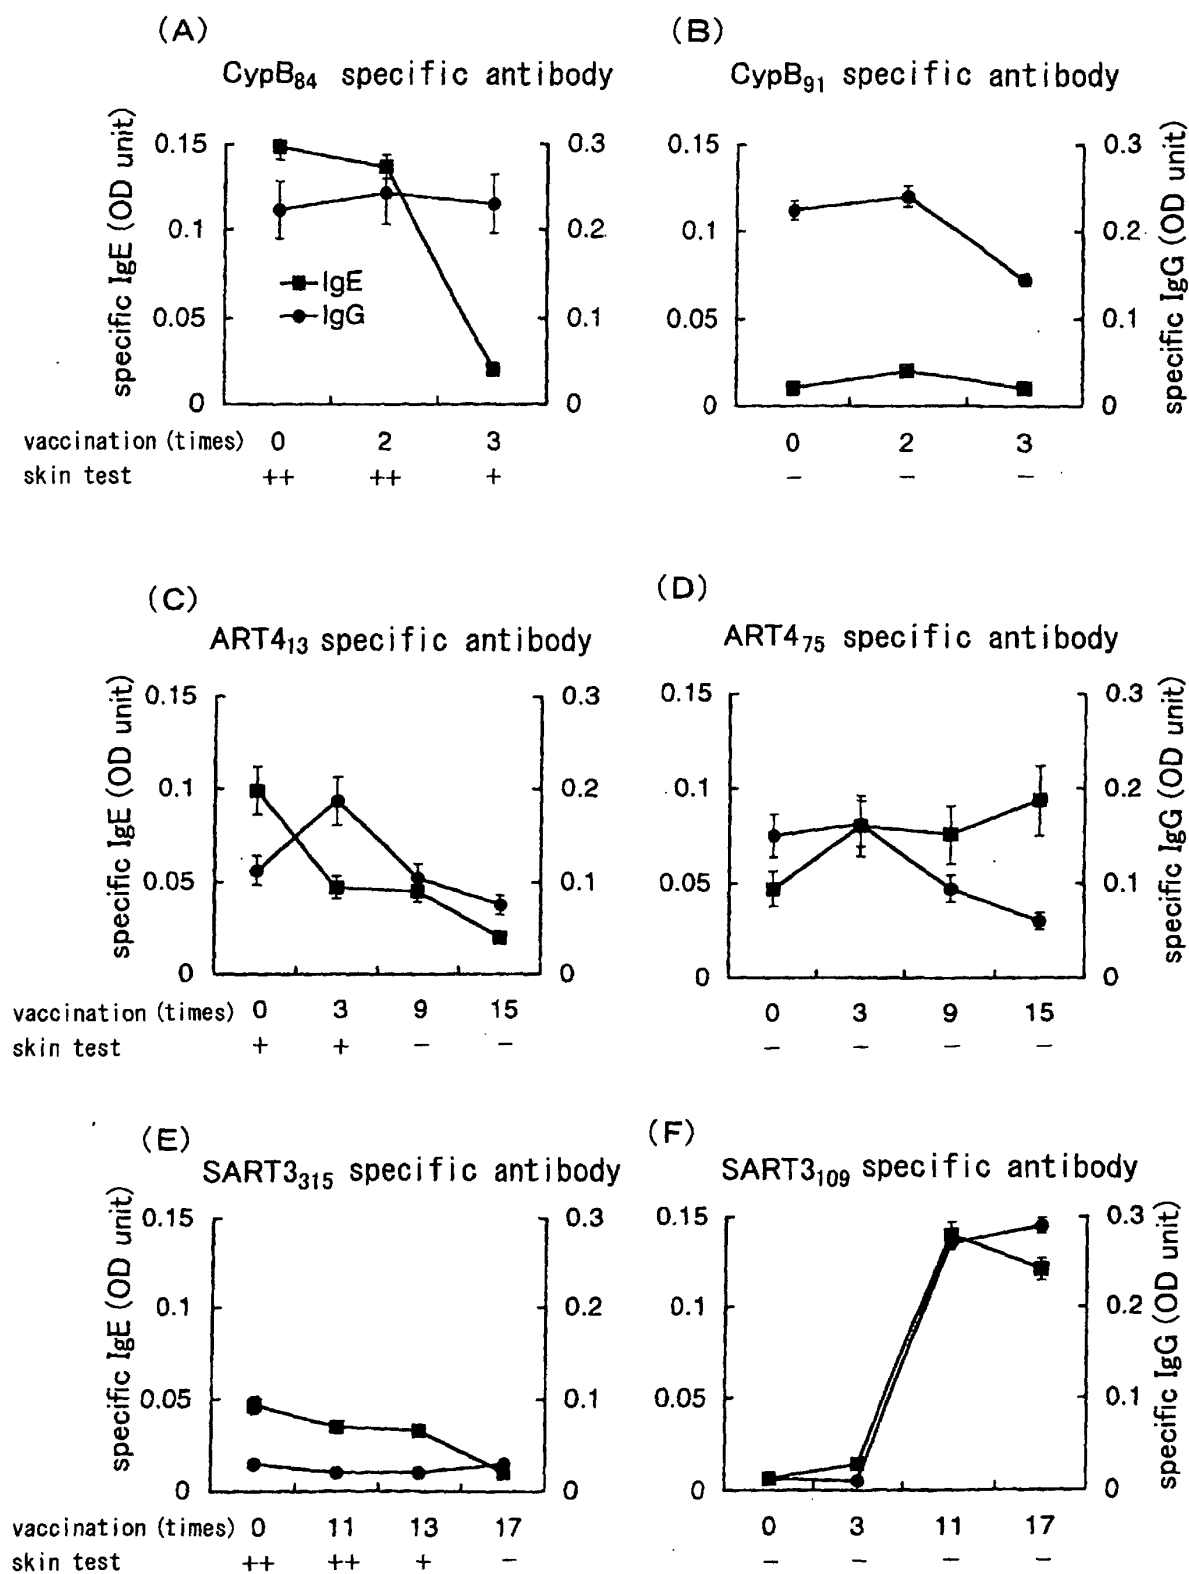 (A)
CypB84 specific antibody
specific IgE (OD unit)
0.15
0.1
0.05
0
0.3
0.2
0.1
0
IgE
IgG
vaccination (times) 0 2 3
skin test ++ ++ +
(B)
CypB91 specific antibody
0.15
0.1
0.05
0
0.3
0.2
0.1
0
specific IgG (OD unit)
0 2 3
− − −
(C)
ART413 specific antibody
specific IgE (OD unit)
0.15
0.1
0.05
0
0.3
0.2
0.1
0
vaccination (times) 0 3 9 15
skin test + + − −
(D)
ART475 specific antibody
0.15
0.1
0.05
0
0.3
0.2
0.1
0
specific IgG (OD unit)
0 3 9 15
− − − −
(E)
SART3315 specific antibody
specific IgE (OD unit)
0.15
0.1
0.05
0
0.3
0.2
0.1
0
vaccination (times) 0 11 13 17
skin test ++ ++ + −
(F)
SART3109 specific antibody
0.15
0.1
0.05
0
0.3
0.2
0.1
0
specific IgG (OD unit)
0 3 11 17
− − − −